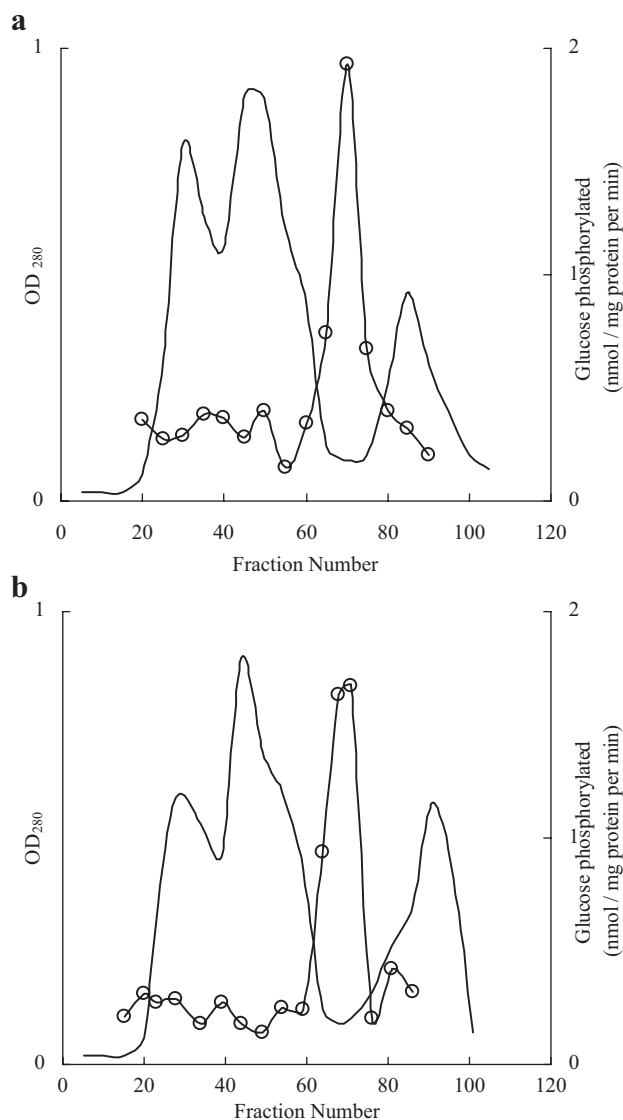 a
1
2
OD 280
1
Glucose phosphorylated
(nmol / mg protein per min)
0
0
0 20 40 60 80 100 120
Fraction Number
b
1
2
OD280
1
Glucose phosphorylated
(nmol / mg protein per min)
0
0
0 20 40 60 80 100 120
Fraction Number